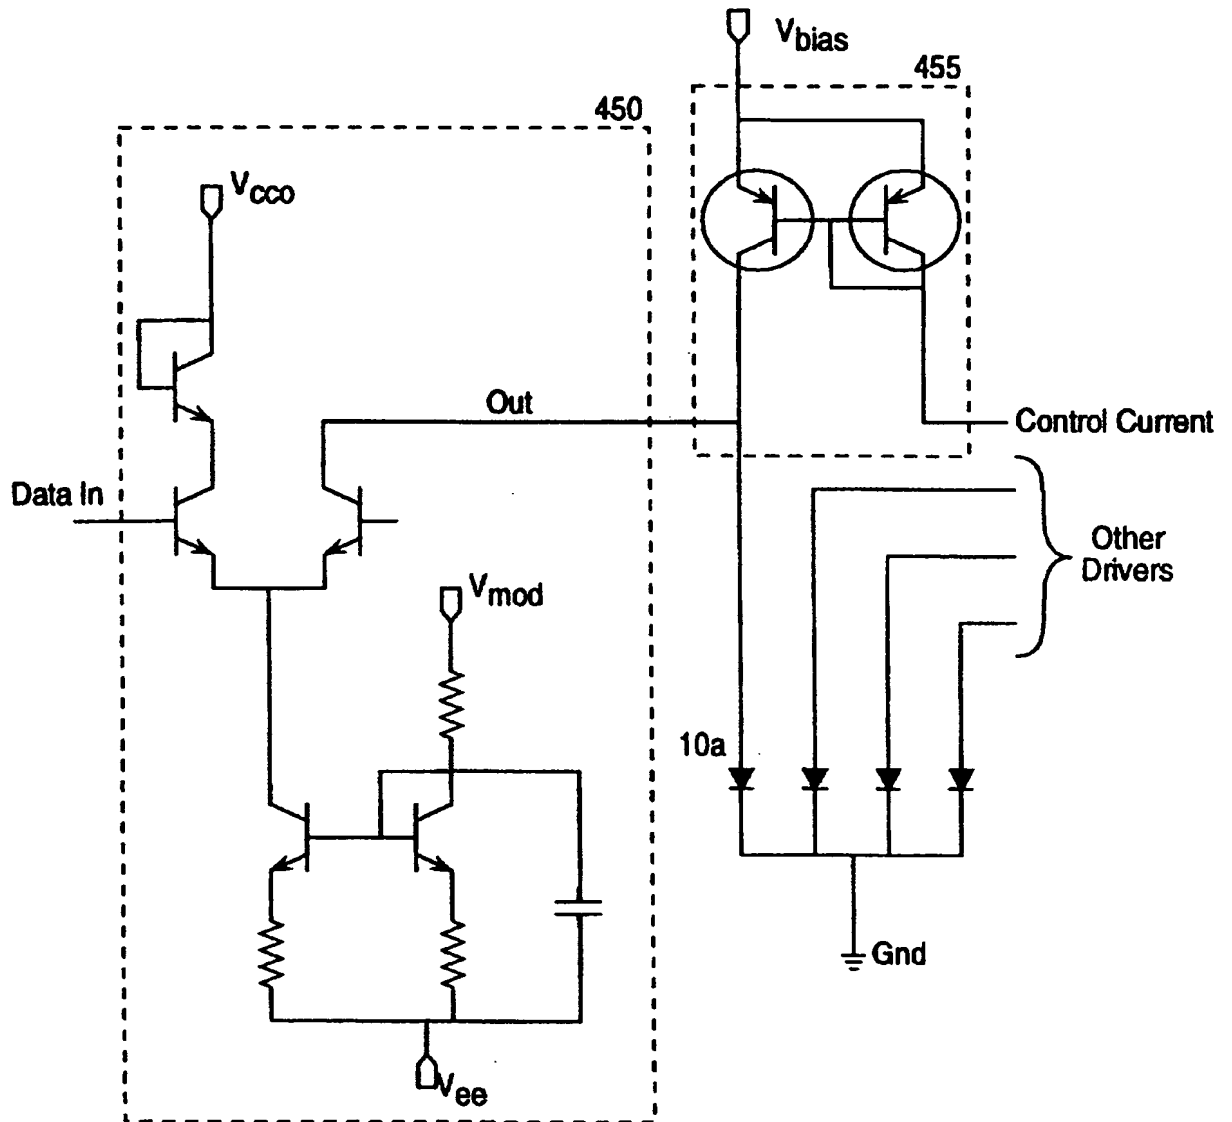 Vbias
455
450
Vcco
Out
Control Current
Data In
Other
Drivers
Vmod
10a
Gnd
Vee